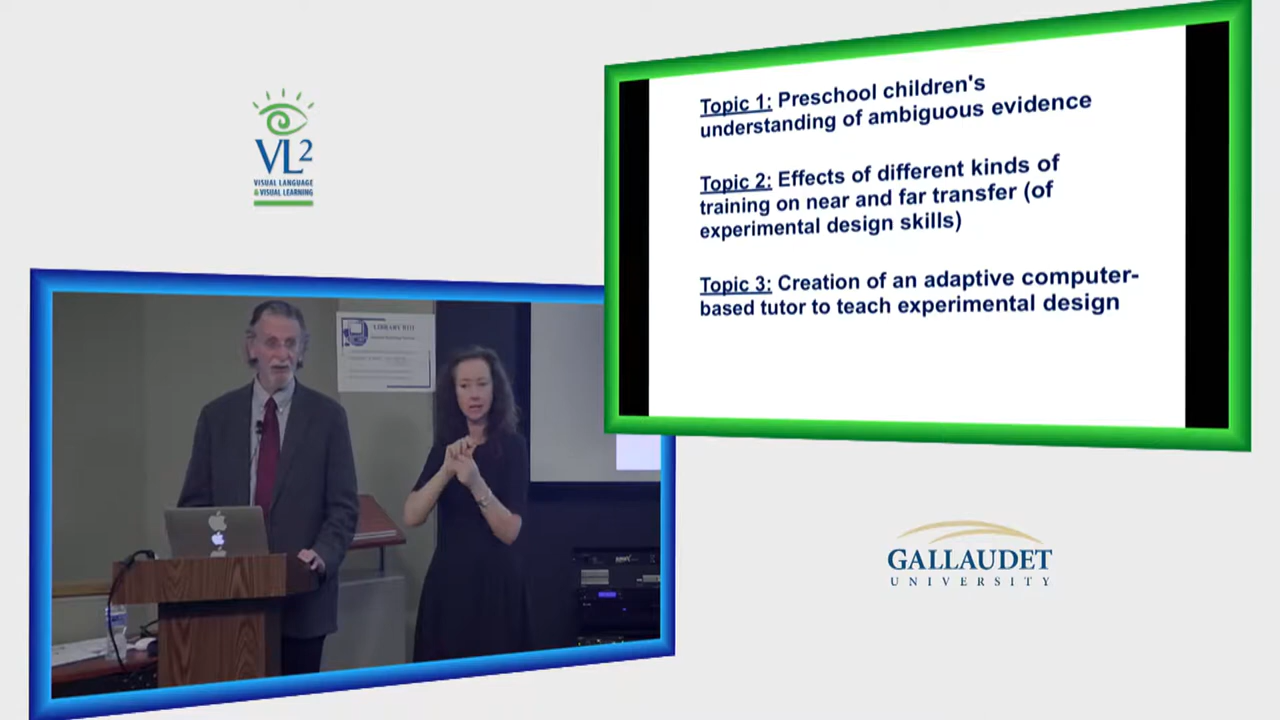 VL2
VISUAL LANGUAGE
& VISUAL LEARNING
Topic 1: Preschool children's
understanding of ambiguous evidence
Topic 2: Effects of different kinds of
training on near and far transfer (of
experimental design skills)
Topic 3: Creation of an adaptive computer-
based tutor to teach experimental design
LIBRARY B111
GALLAUDET
UNIVERSITY